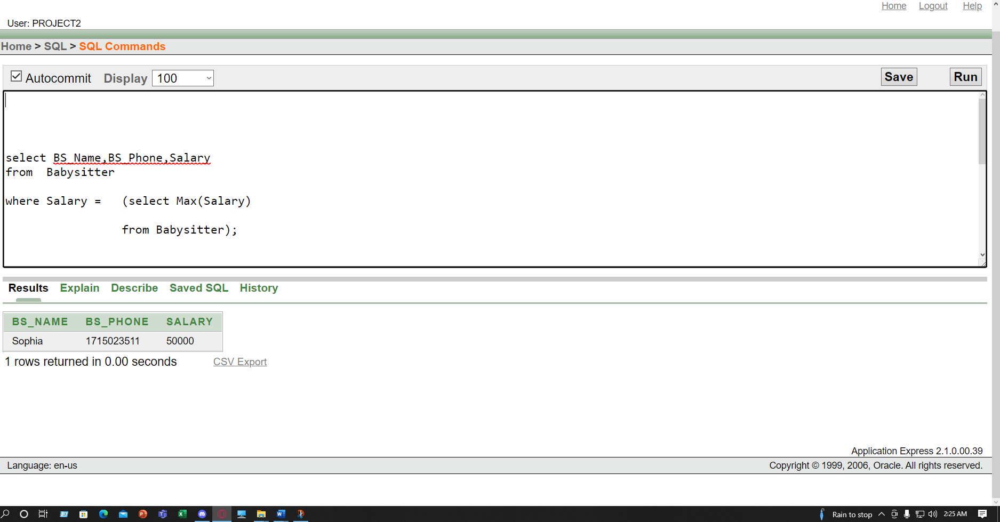 Home Logout Help
User: PROJECT2
Home > SQL > SQL Commands
Autocommit Display 100 Save Run
select BS_Name,BS_Phone,Salary
from  Babysitter
where Salary =   (select Max(Salary)
from Babysitter);
Results Explain Describe Saved SQL History
BS_NAME BS_PHONE SALARY
Sophia 1715023511 50000
1 rows returned in 0.00 seconds CSV Export
Application Express 2.1.0.00.39
Language: en-us Copyright © 1999, 2006, Oracle. All rights reserved.
Rain to stop 2:25 AM